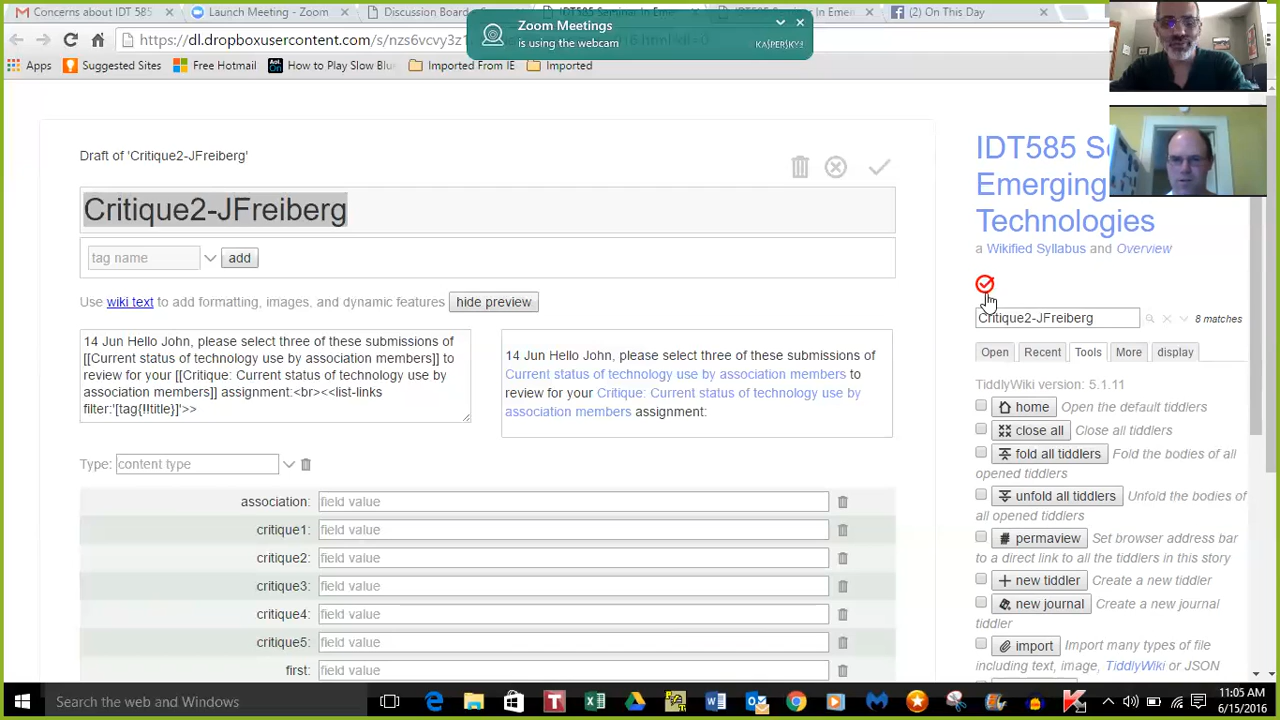 Concerns about IDT 585
Launch Meeting - Zoom
Discussion Board
(2) On This Day
Zoom Meetings
is using the webcam
KASPERSKY
https://dl.dropboxusercontent.com/s/nzs6vcvy3z1
Apps
Suggested Sites
Free Hotmail
Aol. On
How to Play Slow Blu
Imported From IE
Imported
Draft of 'Critique2-JFreiberg'
Critique2-JFreiberg
tag name
add
Use wiki text to add formatting, images, and dynamic features
hide preview
14 Jun Hello John, please select three of these submissions of
[[Current status of technology use by association members]] to
review for your [[Critique: Current status of technology use by
association members]] assignment:<br><<list-links
filter:'[tag{!!title}]'>>
14 Jun Hello John, please select three of these submissions of
Current status of technology use by association members to
review for your Critique: Current status of technology use by
association members assignment:
Type:
content type
association: field value
critique1: field value
critique2: field value
critique3: field value
critique4: field value
critique5: field value
first: field value
IDT585
Emerging
Technologies
a Wikified Syllabus and Overview
Critique2-JFreiberg
8 matches
Open
Recent
Tools
More
display
TiddlyWiki version: 5.1.11
home Open the default tiddlers
close all Close all tiddlers
fold all tiddlers Fold the bodies of all
opened tiddlers
unfold all tiddlers Unfold the bodies of
all opened tiddlers
permaview Set browser address bar
to a direct link to all the tiddlers in this story
new tiddler Create a new tiddler
new journal Create a new journal
tiddler
import Import many types of file
including text, image, TiddlyWiki or JSON
Search the web and Windows
11:05 AM
6/15/2016